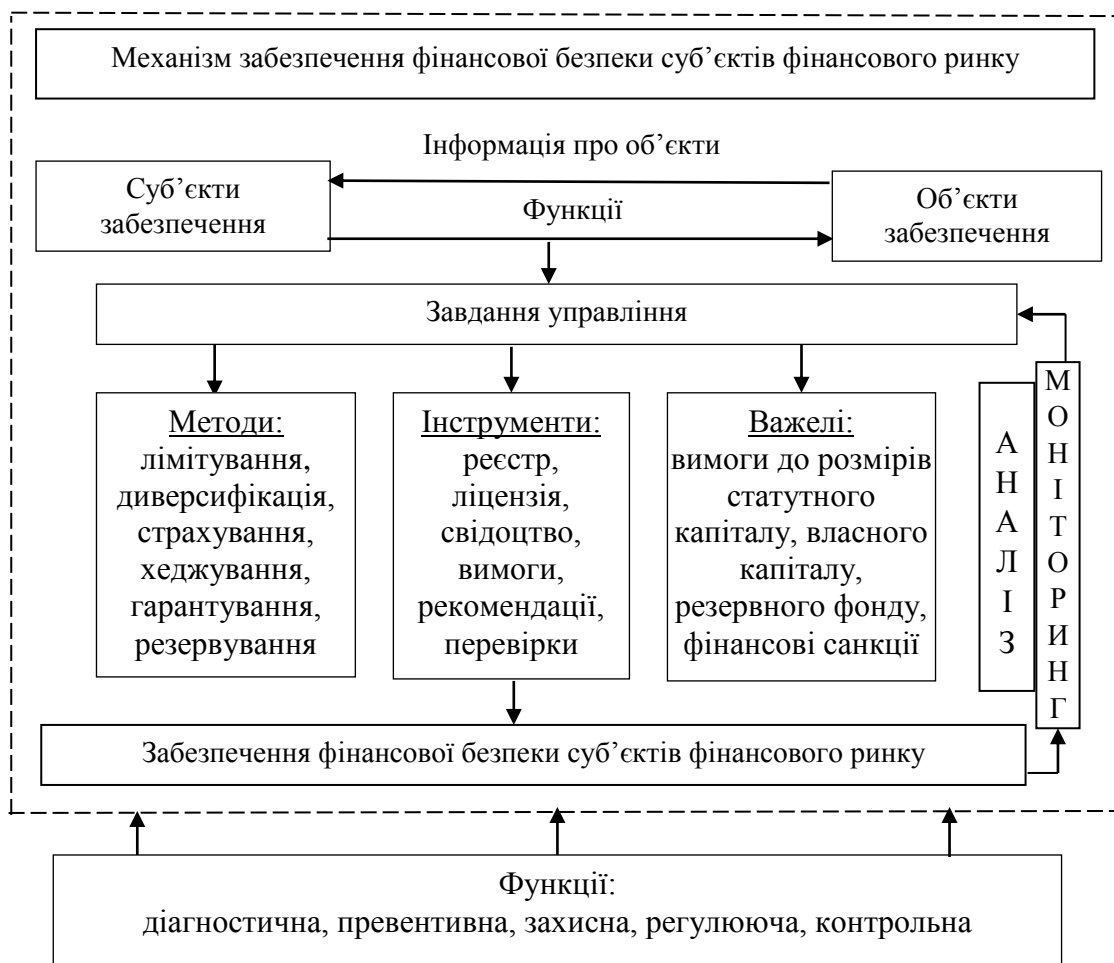 Механізм забезпечення фінансової безпеки суб’єктів фінансового ринку
Інформація про об’єкти
Суб’єкти
забезпечення
Функції
Об’єкти
забезпечення
Завдання управління
Методи:
лімітування,
диверсифікація,
страхування,
хеджування,
гарантування,
резервування
Інструменти:
реєстр,
ліцензія,
свідоцтво,
вимоги,
рекомендації,
перевірки
Важелі:
вимоги до розмірів
статутного
капіталу, власного
капіталу,
резервного фонду,
фінансові санкції
АНАЛІЗ
МОНІТОРИНГ
Забезпечення фінансової безпеки суб’єктів фінансового ринку
Функції:
діагностична, превентивна, захисна, регулююча, контрольна